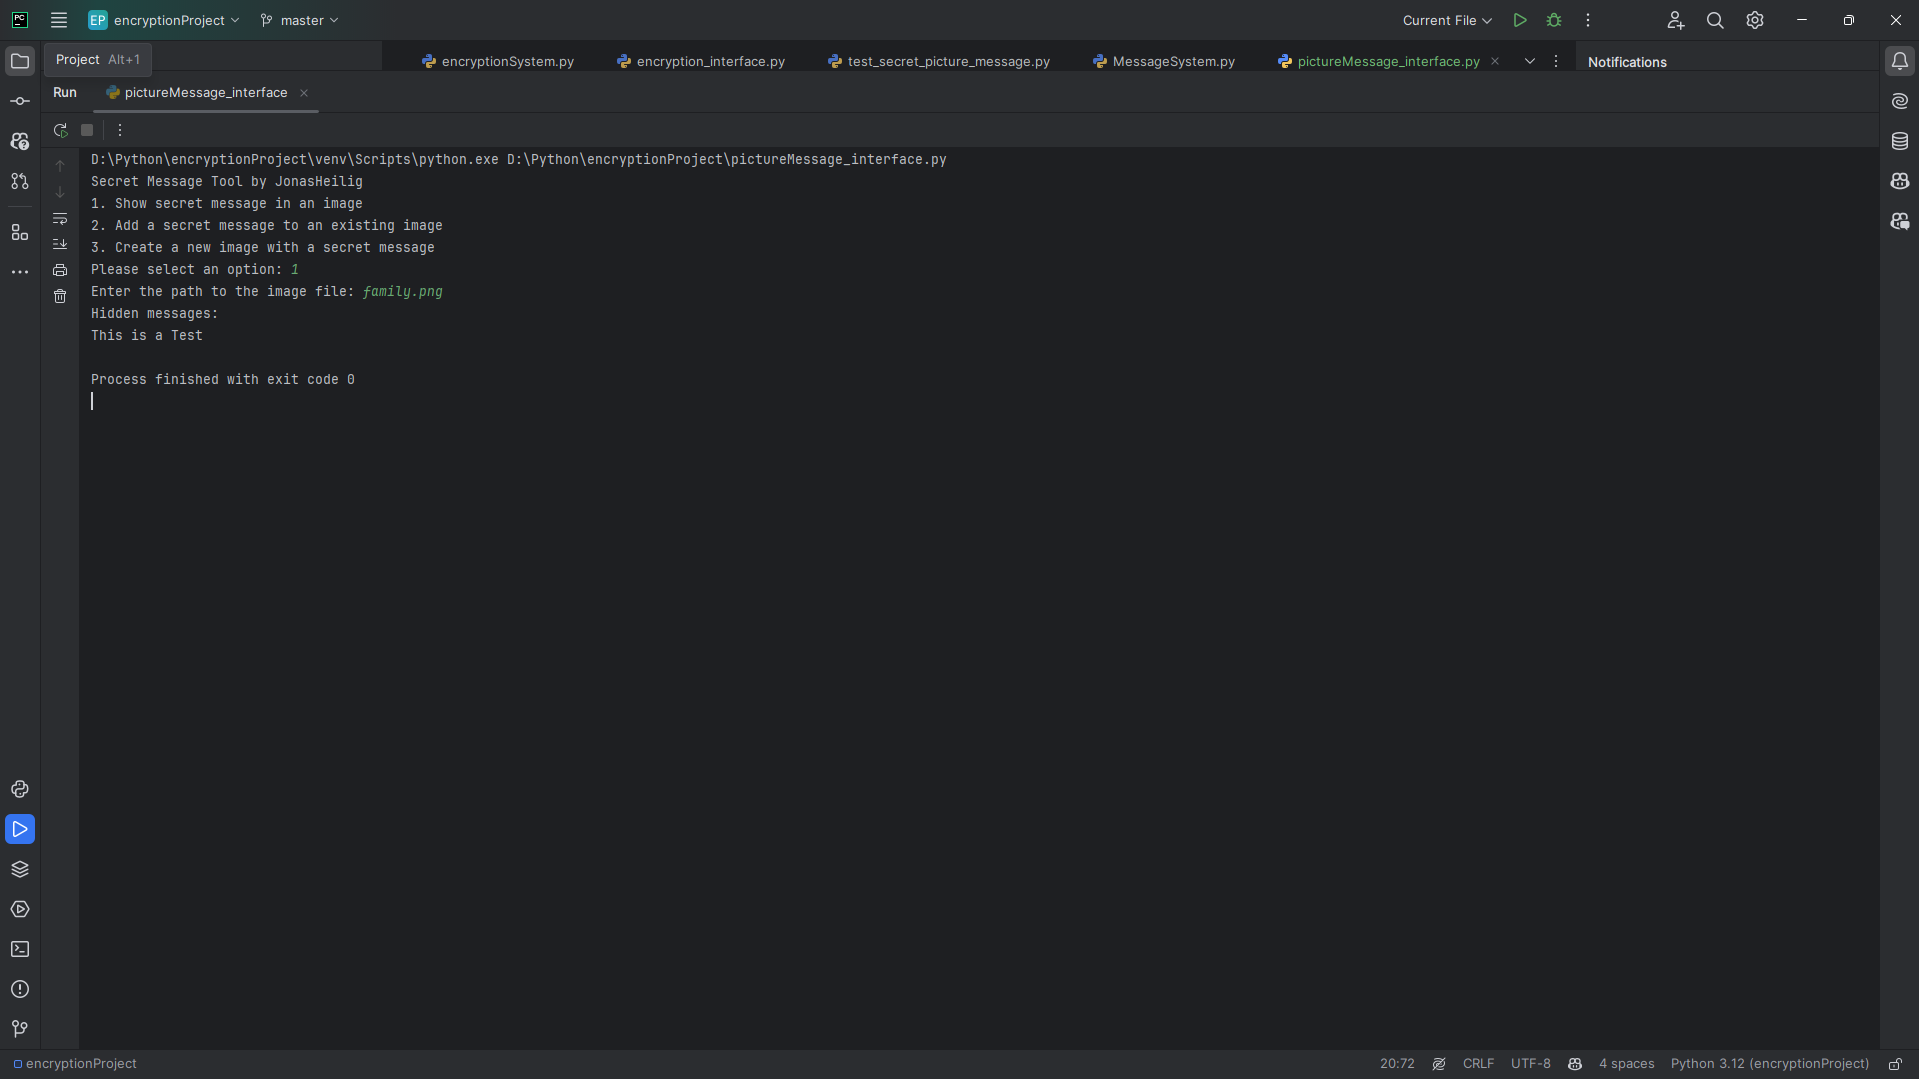 PC
EP encryptionProject master Current File
Project Alt+1
encryptionSystem.py encryption_interface.py test_secret_picture_message.py MessageSystem.py pictureMessage_interface.py Notifications
Run pictureMessage_interface
D:\Python\encryptionProject\venv\Scripts\python.exe D:\Python\encryptionProject\pictureMessage_interface.py
Secret Message Tool by JonasHeilig
1. Show secret message in an image
2. Add a secret message to an existing image
3. Create a new image with a secret message
Please select an option: 1
Enter the path to the image file: family.png
Hidden messages:
This is a Test
Process finished with exit code 0
encryptionProject 20:72 CRLF UTF-8 4 spaces Python 3.12 (encryptionProject)